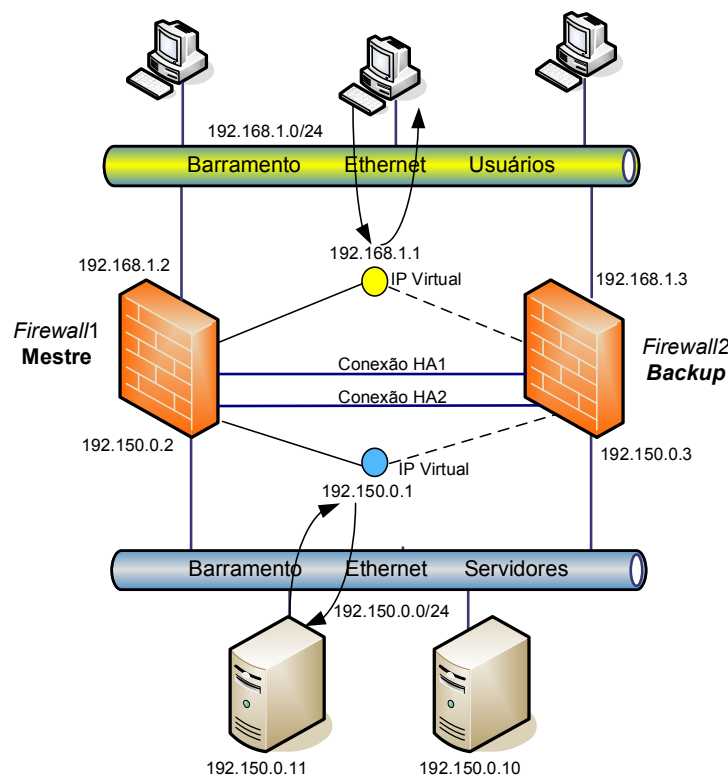 192.168.1.0/24
Barramento Ethernet Usuários
192.168.1.1
192.168.1.2
IP Virtual
192.168.1.3
Firewall1
Mestre
Firewall2
Backup
Conexão HA1
Conexão HA2
192.150.0.2
192.150.0.3
IP Virtual
192.150.0.1
Barramento Ethernet Servidores
192.150.0.0/24
192.150.0.11
192.150.0.10